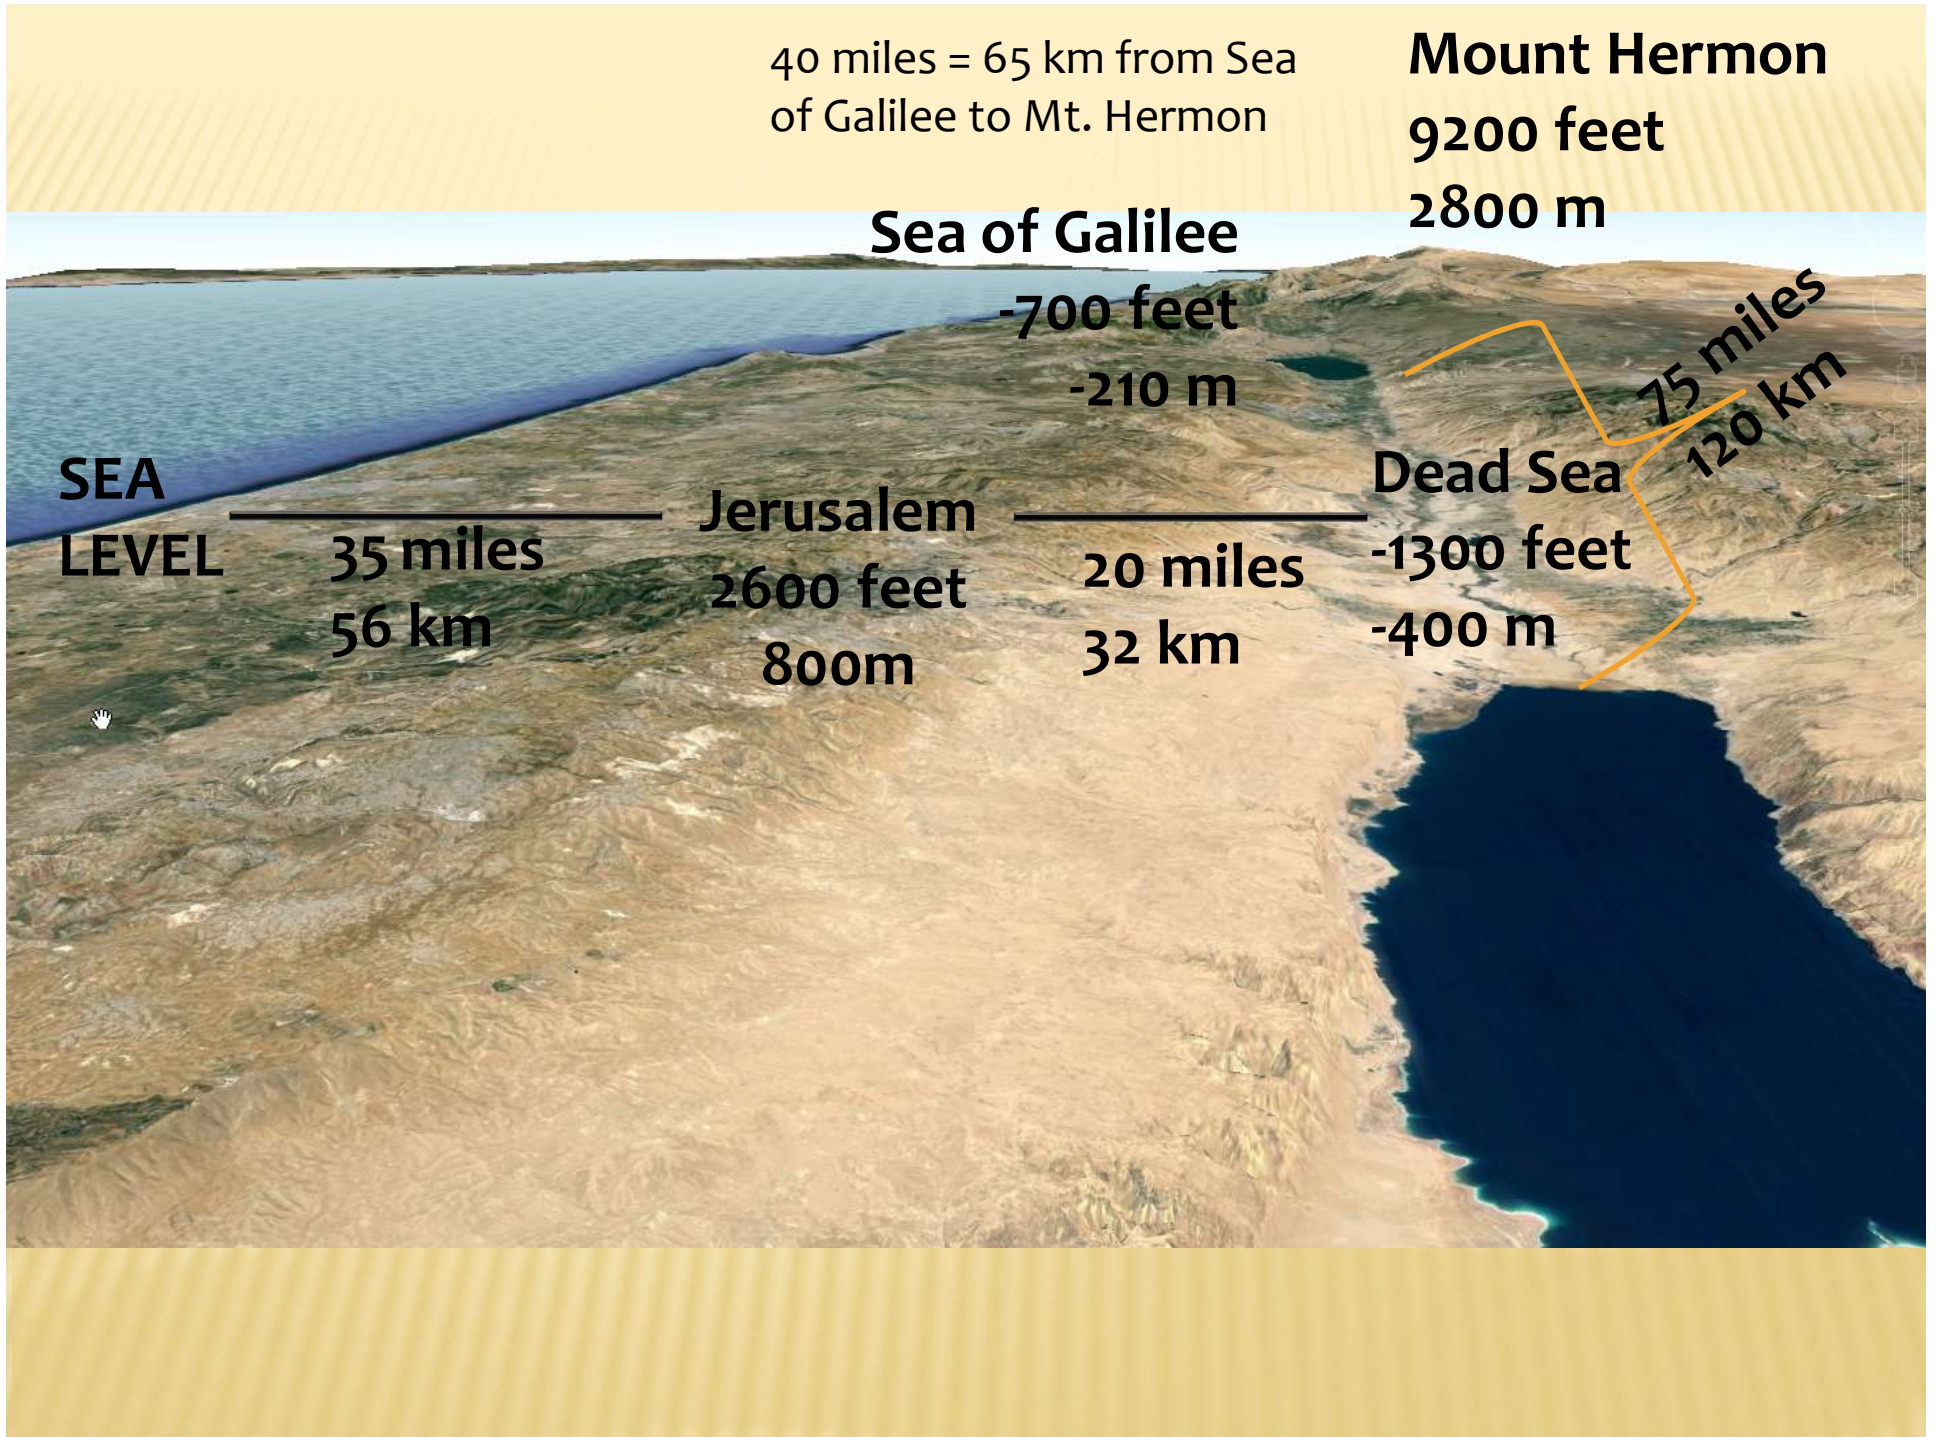 40 miles = 65 km from Sea
of Galilee to Mt. Hermon
Mount Hermon
9200 feet
2800 m
Sea of Galilee
-700 feet
-210 m
75 miles
120 km
SEA
LEVEL
35 miles
56 km
Jerusalem
2600 feet
800m
20 miles
32 km
Dead Sea
-1300 feet
-400 m